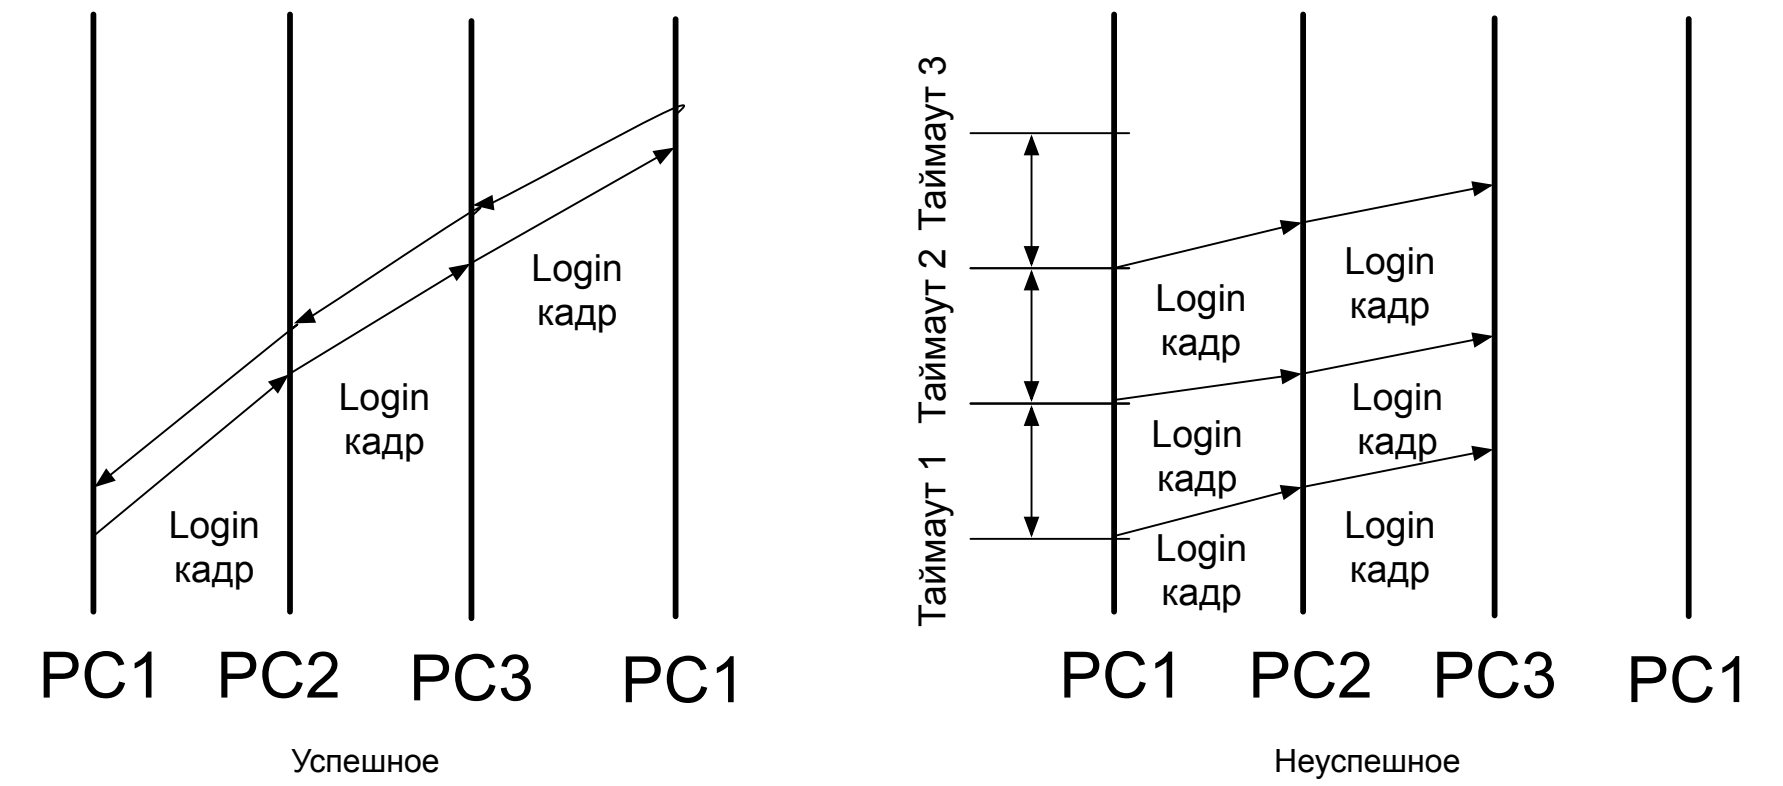 Login
кадр
Login
кадр
Login
кадр
PC1
PC2
PC3
PC1
Успешное
Таймаут 3
Таймаут 2
Таймаут 1
Login
кадр
Login
кадр
Login
кадр
Login
кадр
Login
кадр
Login
кадр
PC1
PC2
PC3
PC1
Неуспешное